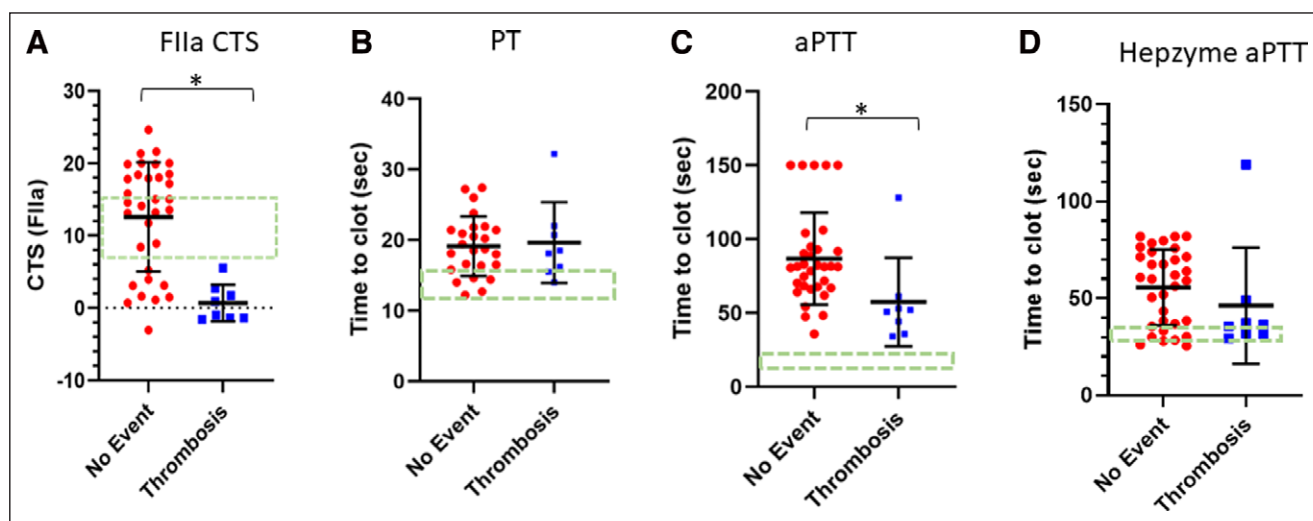 A FIIa CTS
*
CTS (FIIa)
30
20
10
0
-10
No Event
Thrombosis
B PT
Time to clot (sec)
40
30
20
10
0
No Event
Thrombosis
C aPTT
*
Time to clot (sec)
200
150
100
50
0
No Event
Thrombosis
D Hepzyme aPTT
Time to clot (sec)
150
100
50
0
No Event
Thrombosis